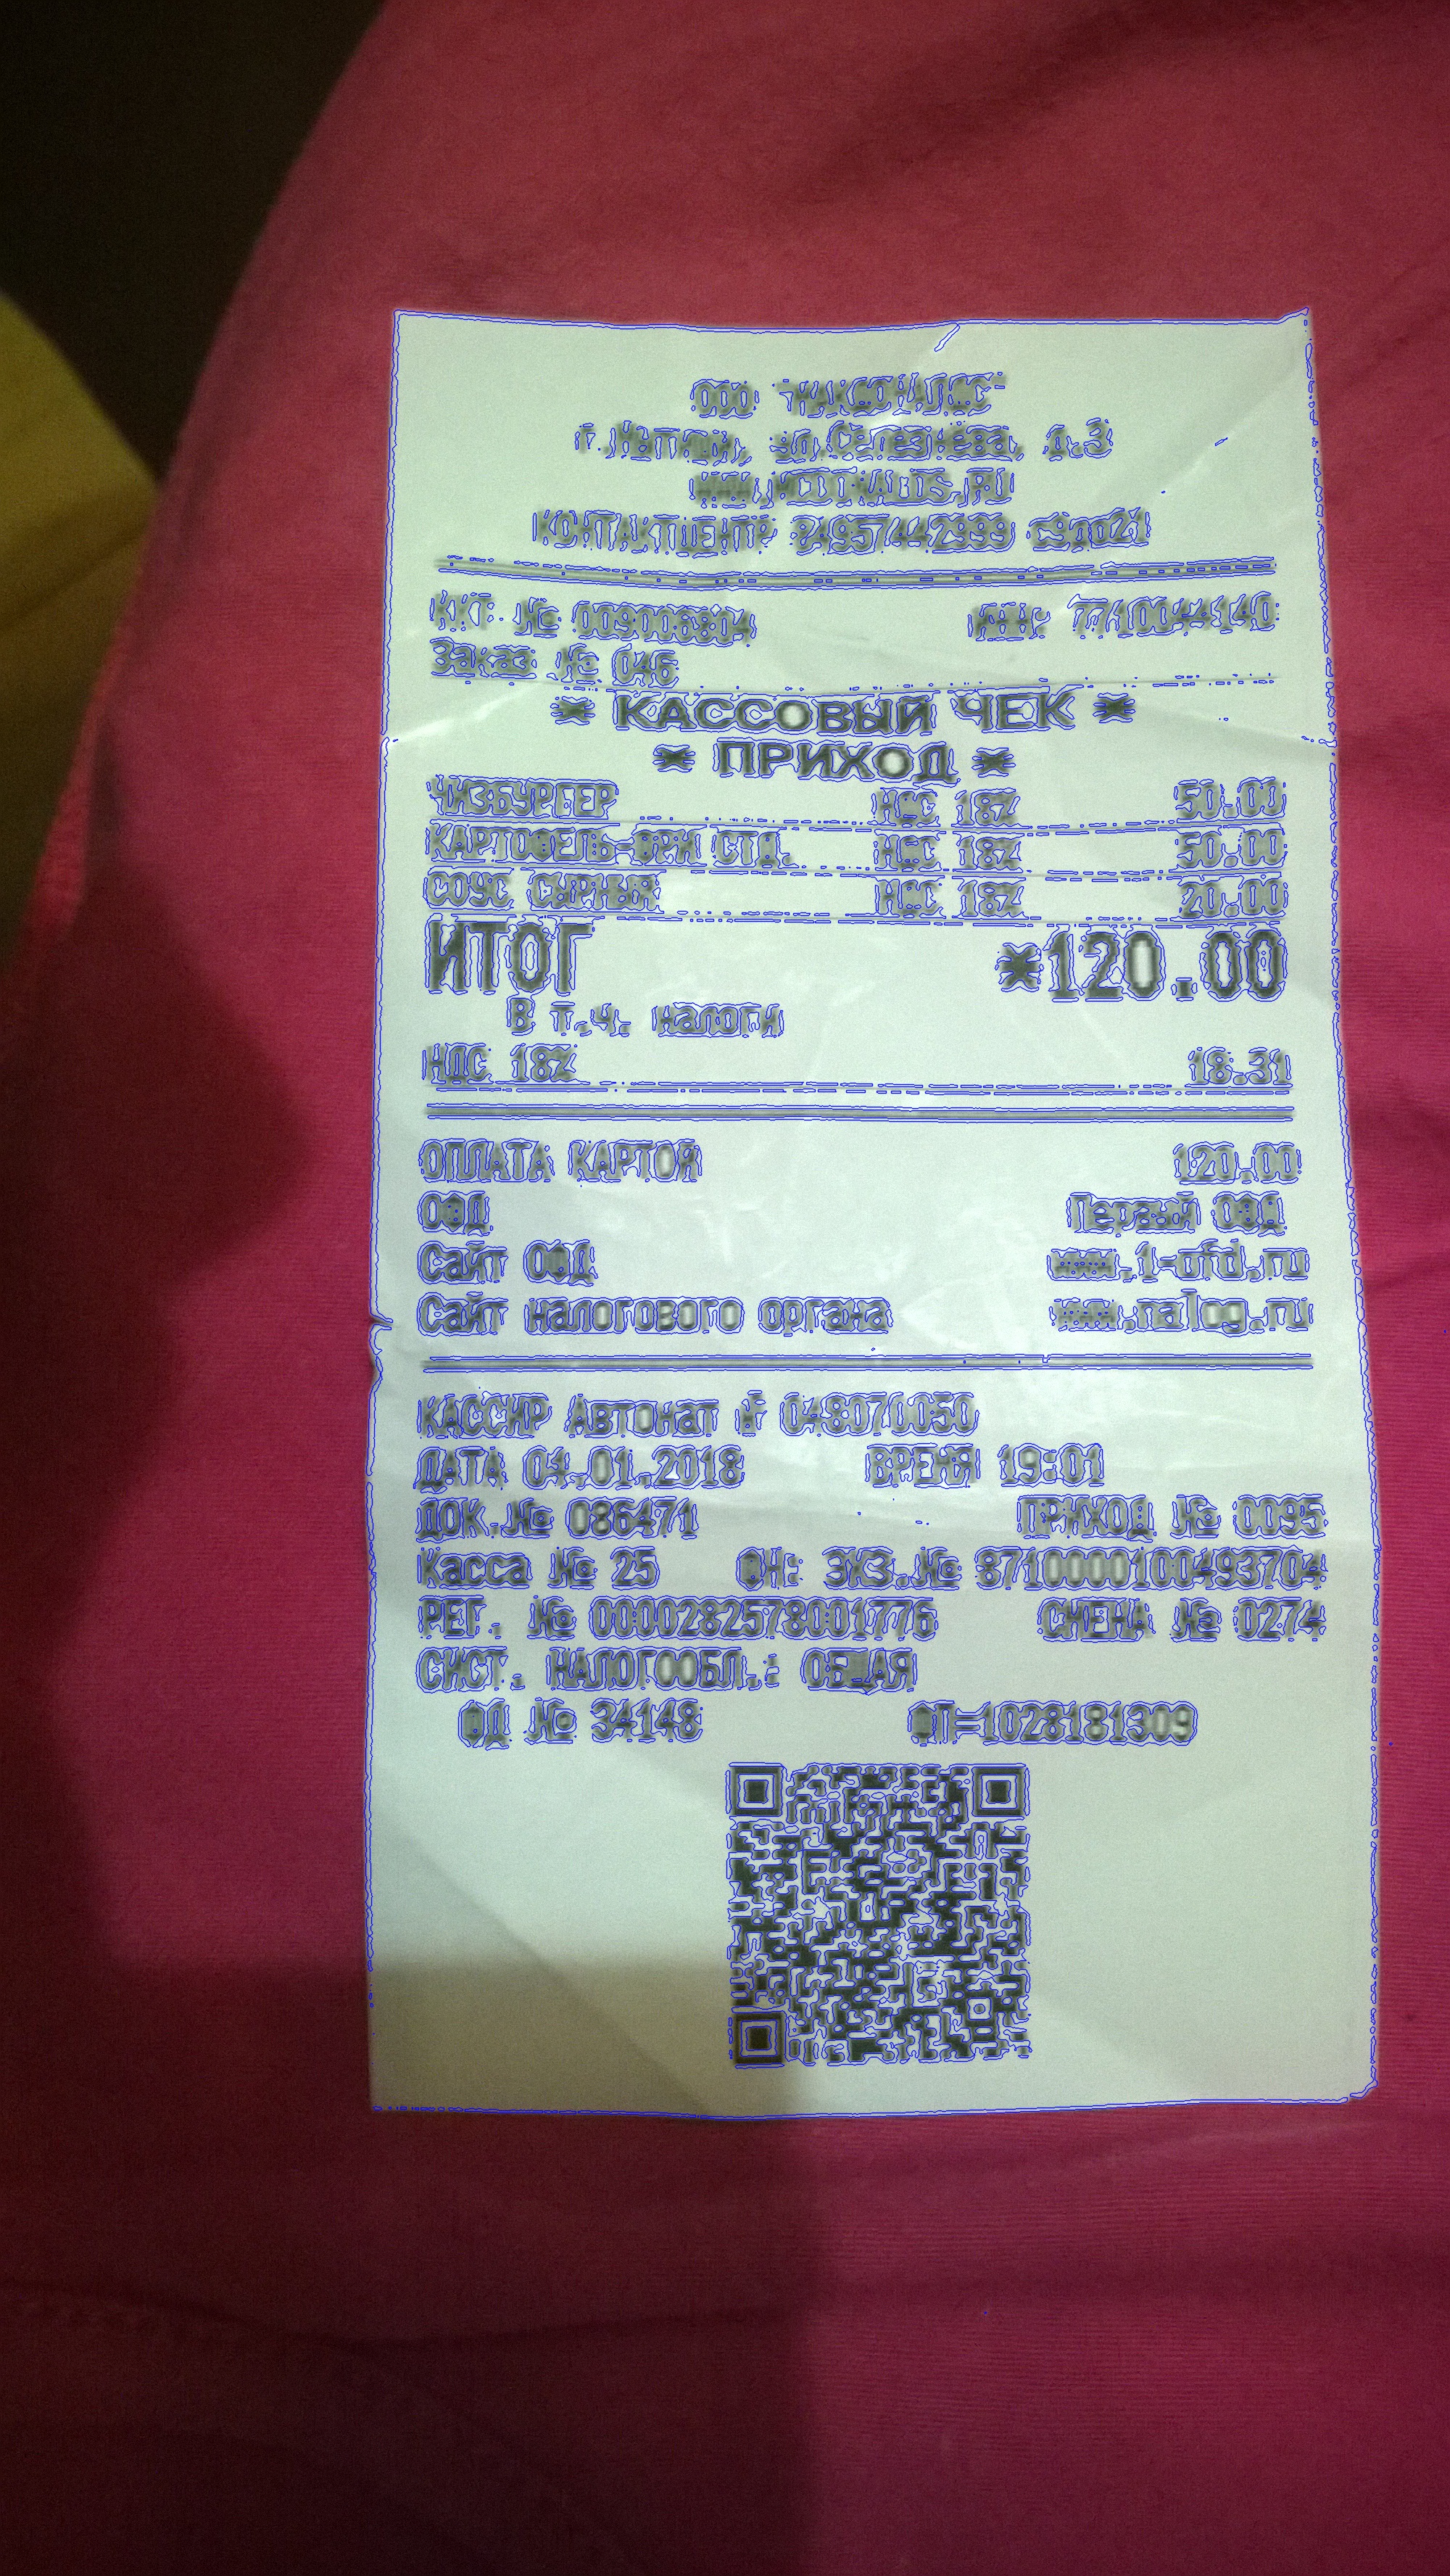 ООО "МАКДОНАЛДС"
ул.Селезнева, д.3
WWW.MCDONALDS.RU
КОНТАКТЦЕНТР 84957442999 c9no21
ККТ. № 009006804 ИНН: 7710044140
Заказ № 046
* КАССОВЫЙ ЧЕК *
* ПРИХОД *
ЧИЗБУРГЕР НДС 18% 50.00
КАРТОФЕЛЬ-ФРИ СТД. НДС 18% 50.00
СОУС СЫРНЫЙ НДС 18% 20.00
ИТОГ *120.00
В т.ч. налоги
НДС 18% 18.31
ОПЛАТА КАРТОЙ 120.00
ОФД Первый ОФД
Сайт ОФД www.1-ofd.ru
Сайт налогового органа www.nalog.ru
КАССИР Автомат # 048070050
ДАТА 04.01.2018 ВРЕМЯ 19:01
ДОК.№ 086471 ПРИХОД № 0095
Касса № 25 ФН: ЭКЗ.№ 8710000100493704
РЕГ. № 0000282578001776 СМЕНА № 0274
СИСТ. НАЛОГООБЛ.: ОБЩАЯ
ФД № 34148 ФП=1028181309